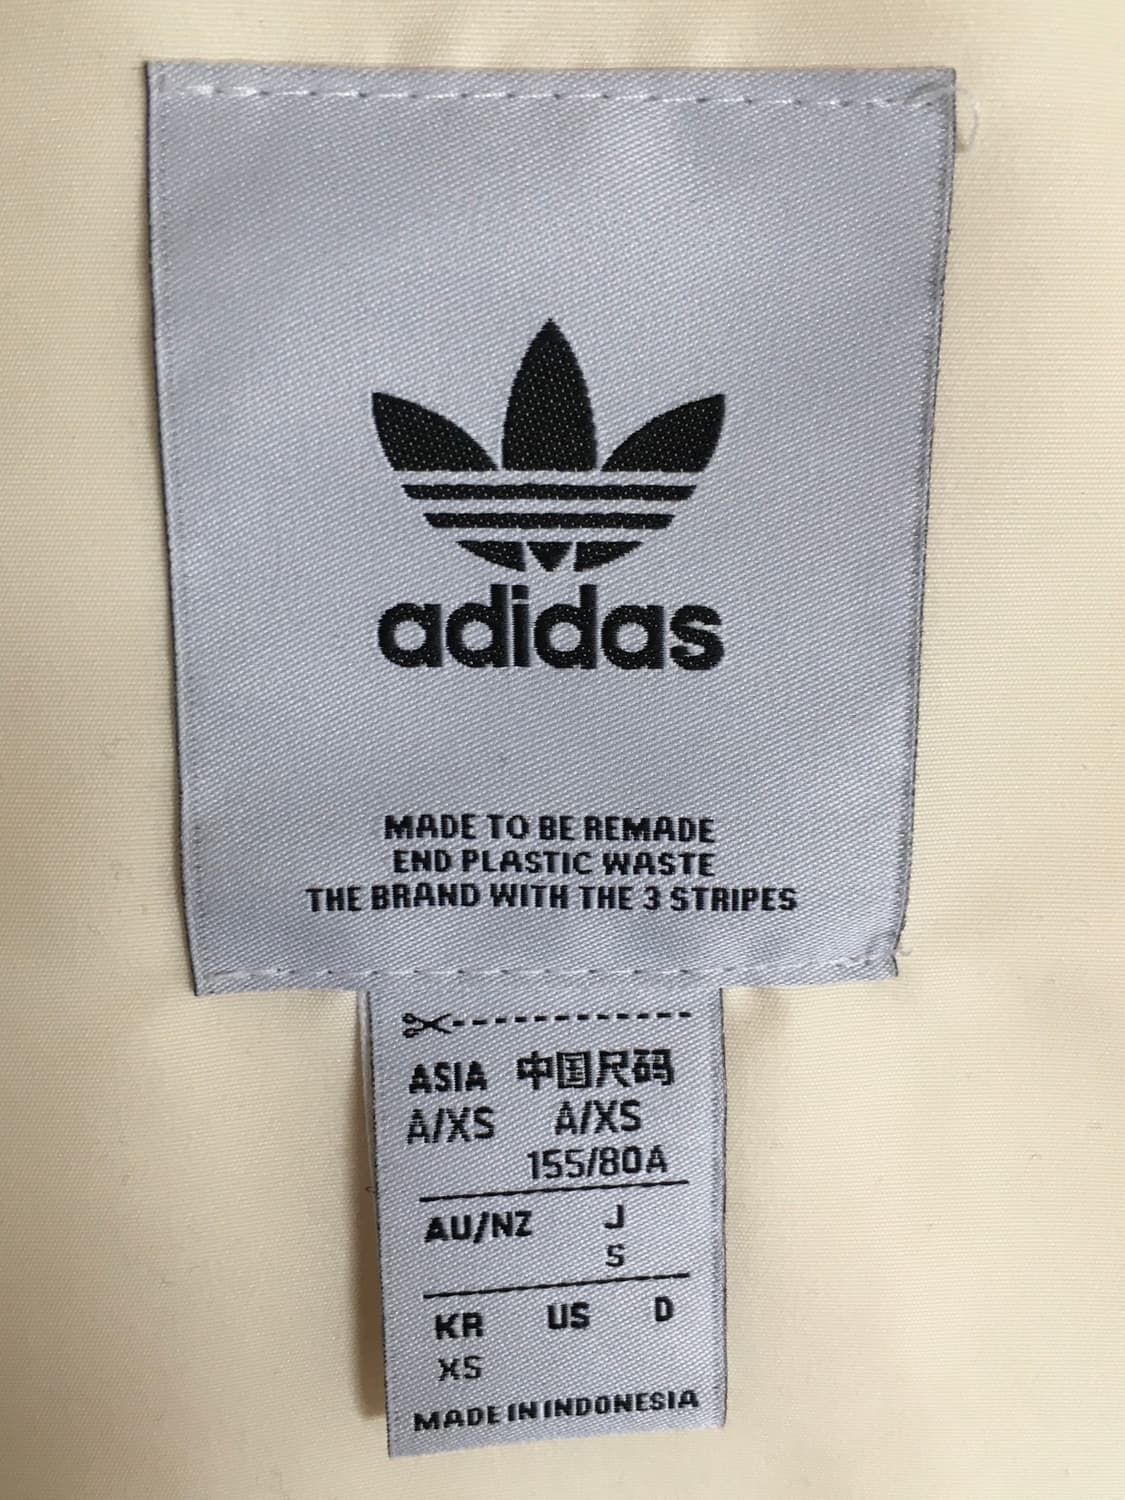 adidas
MADE TO BE REMADE
END PLASTIC WASTE
THE BRAND WITH THE 3 STRIPES
ASIA 中国尺码
A/XS A/XS
155/80A
AU/NZ J
S
KR US D
XS
MADE IN INDONESIA